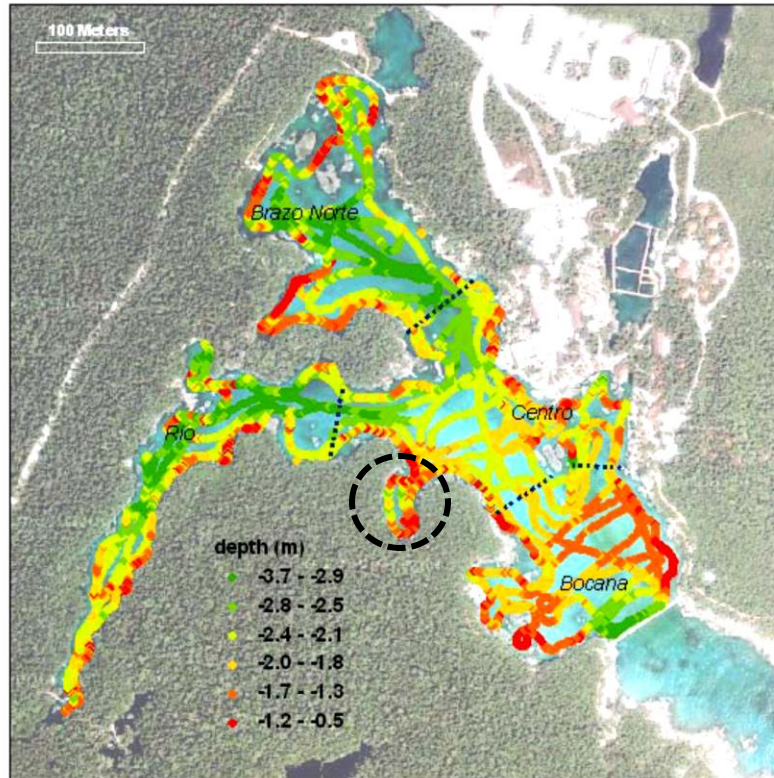 100 Meters
Brazo Norte
Centro
Rio
depth (m)
-3.7 - -2.9
-2.8 - -2.5
-2.4 - -2.1
-2.0 - -1.8
-1.7 - -1.3
-1.2 - -0.5
Bocana